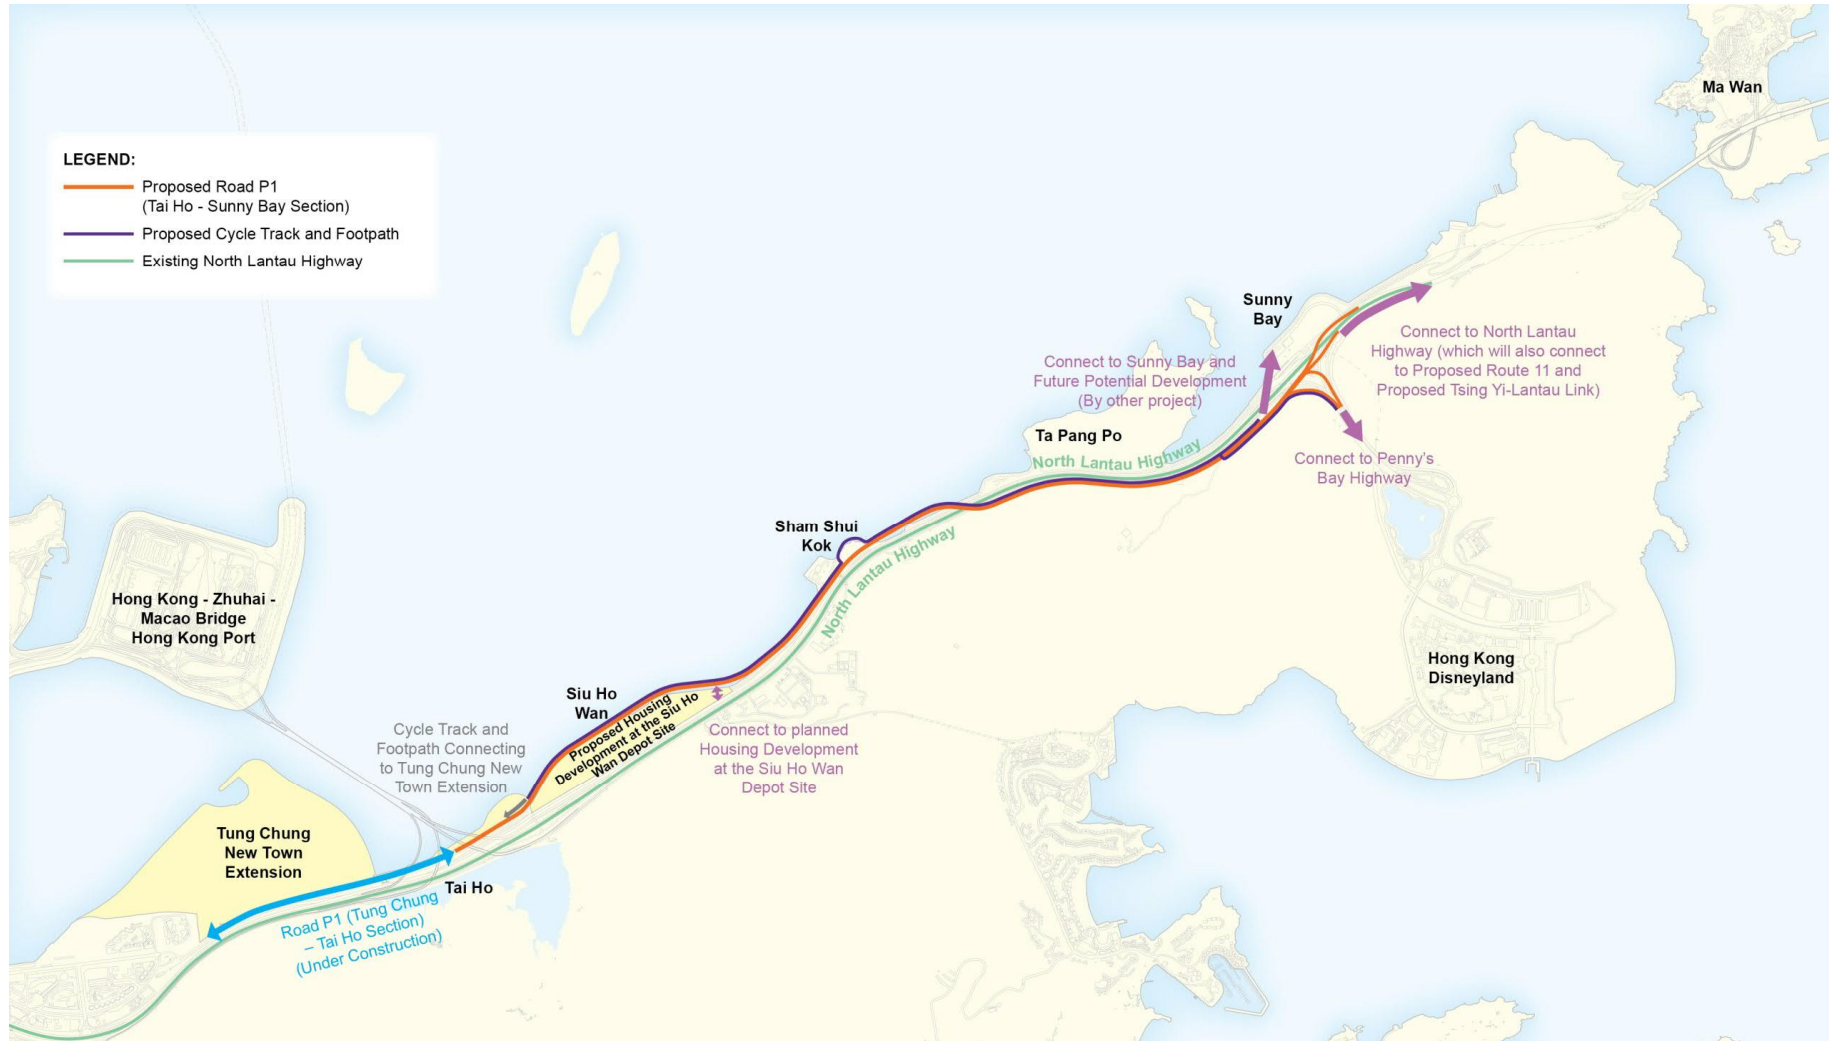 LEGEND:
Proposed Road P1
(Tai Ho - Sunny Bay Section)
Proposed Cycle Track and Footpath
Existing North Lantau Highway
Ma Wan
Sunny
Bay
Connect to North Lantau
Highway (which will also connect
to Proposed Route 11 and
Proposed Tsing Yi-Lantau Link)
Connect to Sunny Bay and
Future Potential Development
(By other project)
Ta Pang Po
North Lantau Highway
Connect to Penny's
Bay Highway
Sham Shui
Kok
North Lantau Highway
Hong Kong - Zhuhai -
Macao Bridge
Hong Kong Port
Hong Kong
Disneyland
Siu Ho
Wan
Proposed Housing
Development at the Siu Ho
Wan Depot Site
Cycle Track and
Footpath Connecting
to Tung Chung New
Town Extension
Connect to planned
Housing Development
at the Siu Ho Wan
Depot Site
Tung Chung
New Town
Extension
Tai Ho
Road P1 (Tung Chung
– Tai Ho Section)
(Under Construction)